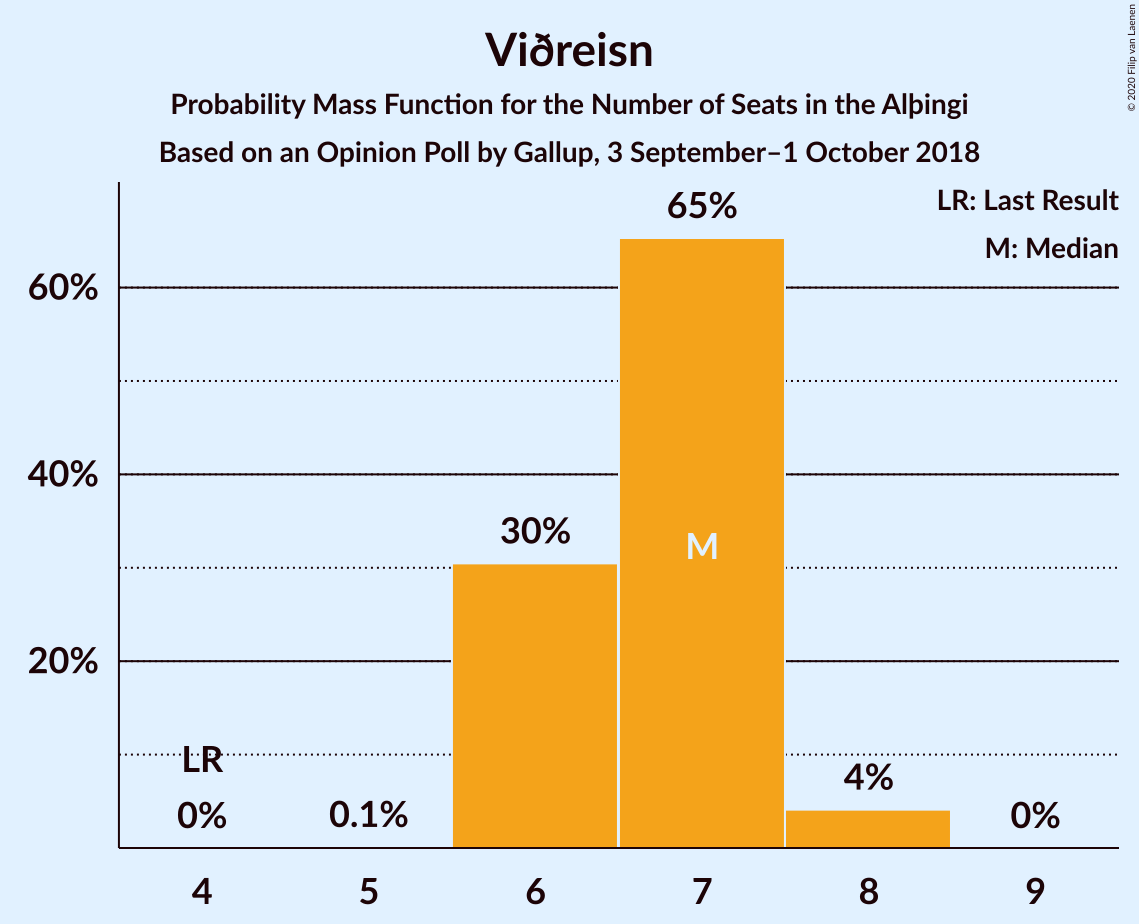 Viðreisn
Probability Mass Function for the Number of Seats in the Alþingi
Based on an Opinion Poll by Gallup, 3 September–1 October 2018
© 2020 Filip van Laenen
LR: Last Result
M: Median
60%
40%
20%
LR
0%
0.1%
30%
65%
M
4%
0%
4 5 6 7 8 9